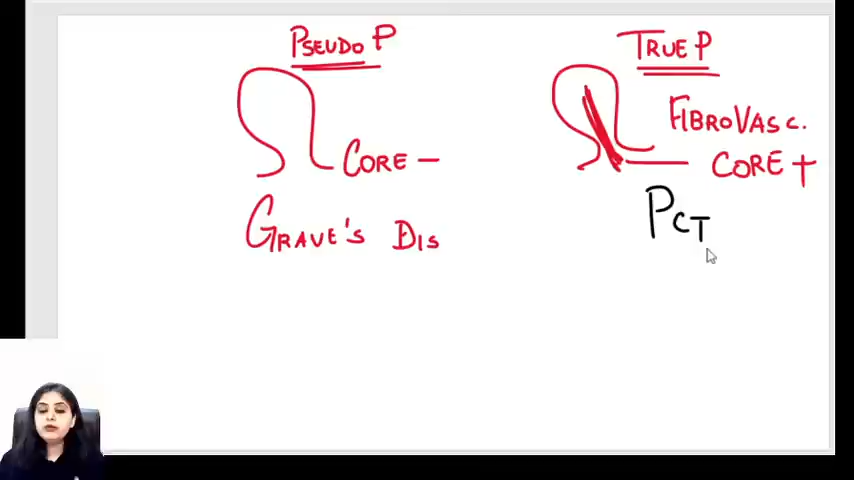 PSEUDO P
CORE –
GRAVE'S DIS
TRUE P
FIBROVASC.
CORE +
PCT